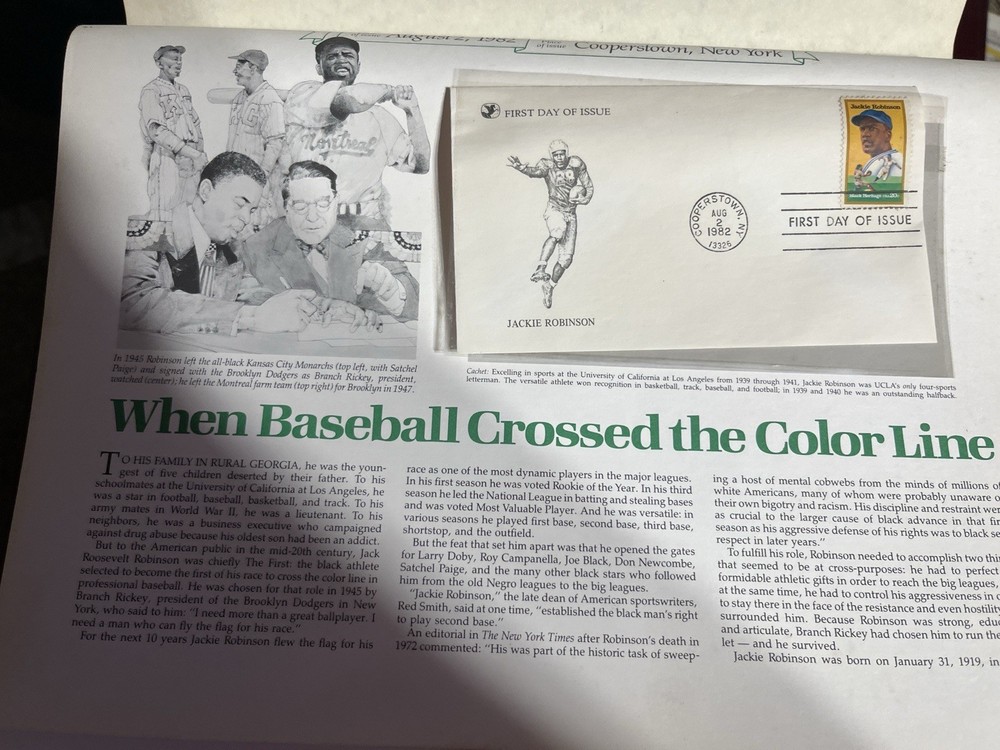 August 2, 1982
Place of issue Cooperstown, New York
Montreal
FIRST DAY OF ISSUE
Jackie Robinson
Black Heritage USA 20c
COOPERSTOWN, NY
AUG
2
1982
13326
FIRST DAY OF ISSUE
JACKIE ROBINSON
In 1945 Robinson left the all-black Kansas City Monarchs (top left, with Satchel
Paige) and signed with the Brooklyn Dodgers as Branch Rickey, president,
watched (center); he left the Montreal farm team (top right) for Brooklyn in 1947.
Cachet: Excelling in sports at the University of California at Los Angeles from 1939 through 1941, Jackie Robinson was UCLA's only four-sports
letterman. The versatile athlete won recognition in basketball, track, baseball, and football; in 1939 and 1940 he was an outstanding halfback.
When Baseball Crossed the Color Line
TO HIS FAMILY IN RURAL GEORGIA, he was the youn-
gest of five children deserted by their father. To his
schoolmates at the University of California at Los Angeles, he
was a star in football, baseball, basketball, and track. To his
army mates in World War II, he was a lieutenant. To his
neighbors, he was a business executive who campaigned
against drug abuse because his oldest son had been an addict.
But to the American public in the mid-20th century, Jack
Roosevelt Robinson was chiefly The First: the black athlete
selected to become the first of his race to cross the color line in
professional baseball. He was chosen for that role in 1945 by
Branch Rickey, president of the Brooklyn Dodgers in New
York, who said to him: "I need more than a great ballplayer. I
need a man who can fly the flag for his race."
For the next 10 years Jackie Robinson flew the flag for his
race as one of the most dynamic players in the major leagues.
In his first season he was voted Rookie of the Year. In his third
season he led the National League in batting and stealing bases
and was voted Most Valuable Player. And he was versatile: in
various seasons he played first base, second base, third base,
shortstop, and the outfield.
But the feat that set him apart was that he opened the gates
for Larry Doby, Roy Campanella, Joe Black, Don Newcombe,
Satchel Paige, and the many other black stars who followed
him from the old Negro leagues to the big leagues.
"Jackie Robinson," the late dean of American sportswriters,
Red Smith, said at one time, "established the black man's right
to play second base."
An editorial in The New York Times after Robinson's death in
1972 commented: "His was part of the historic task of sweep-
ing a host of mental cobwebs from the minds of millions of
white Americans, many of whom were probably unaware o
their own bigotry and racism. His discipline and restraint wer
as crucial to the larger cause of black advance in that fir
season as his aggressive defense of his rights was to black se
respect in later years."
To fulfill his role, Robinson needed to accomplish two thi
that seemed to be at cross-purposes: he had to perfect
formidable athletic gifts in order to reach the big leagues,
at the same time, he had to control his aggressiveness in o
to stay there in the face of the resistance and even hostility
surrounded him. Because Robinson was strong, educ
and articulate, Branch Rickey had chosen him to run the
let — and he survived.
Jackie Robinson was born on January 31, 1919, in